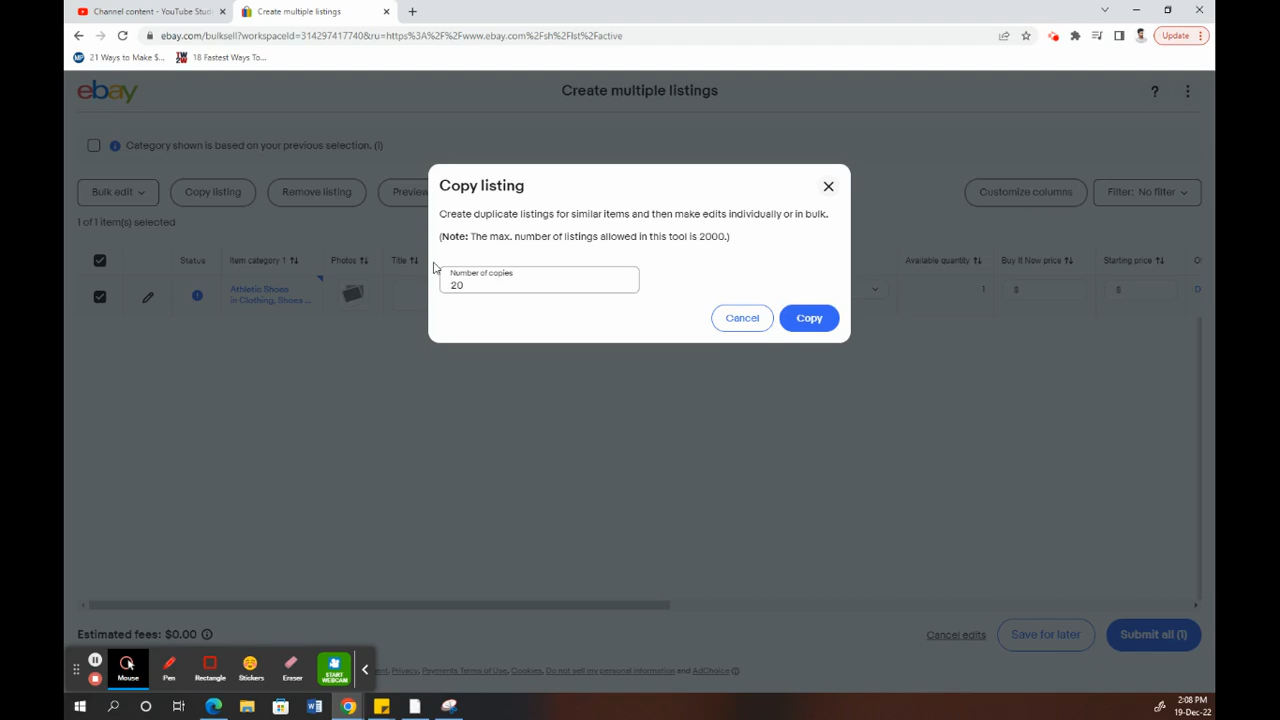 Channel content - YouTube Studi
Create multiple listings
ebay.com/bulksell?workspaceId=314297417740&ru=https%3A%2F%2Fwww.ebay.com%2Fsh%2Flst%2Factive
Update
21 Ways to Make $...
18 Fastest Ways To...
ebay
Create multiple listings
?
Category shown is based on your previous selection. (1)
Bulk edit
Copy listing
Remove listing
Preview
Customize columns
Filter: No filter
1 of 1 item(s) selected
Status
Item category 1
Photos
Title
Available quantity
Buy It Now price
Starting price
Athletic Shoes
in Clothing, Shoes ...
1
$
$
Copy listing
Create duplicate listings for similar items and then make edits individually or in bulk.
(Note: The max. number of listings allowed in this tool is 2000.)
Number of copies
20
Cancel
Copy
Estimated fees: $0.00
Cancel edits
Save for later
Submit all (1)
Privacy, Payments Terms of Use, Cookies, Do not sell my personal information and AdChoice
Mouse
Pen
Rectangle
Stickers
Eraser
START
WEBCAM
2:08 PM
19-Dec-22